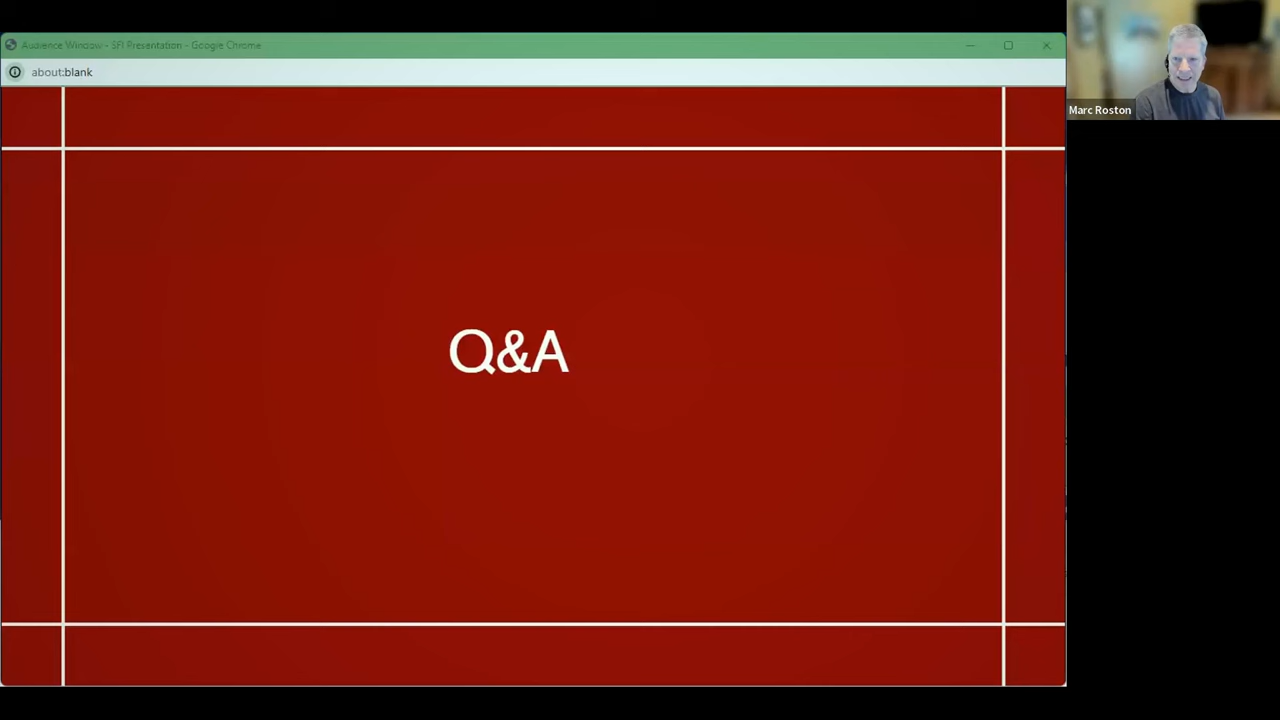 Audience Window - SFI Presentation - Google Chrome
about:blank
Marc Roston
Q&A